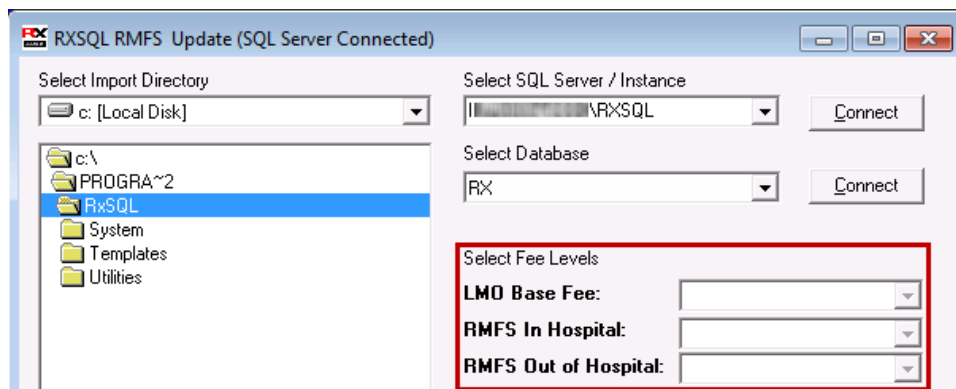 RX
RXSQL RMFS Update (SQL Server Connected)
Select Import Directory
c: [Local Disk]
c:\
PROGRA~2
RxSQL
System
Templates
Utilities
Select SQL Server / Instance
\RXSQL
Connect
Select Database
RX
Connect
Select Fee Levels
LMO Base Fee:
RMFS In Hospital:
RMFS Out of Hospital: